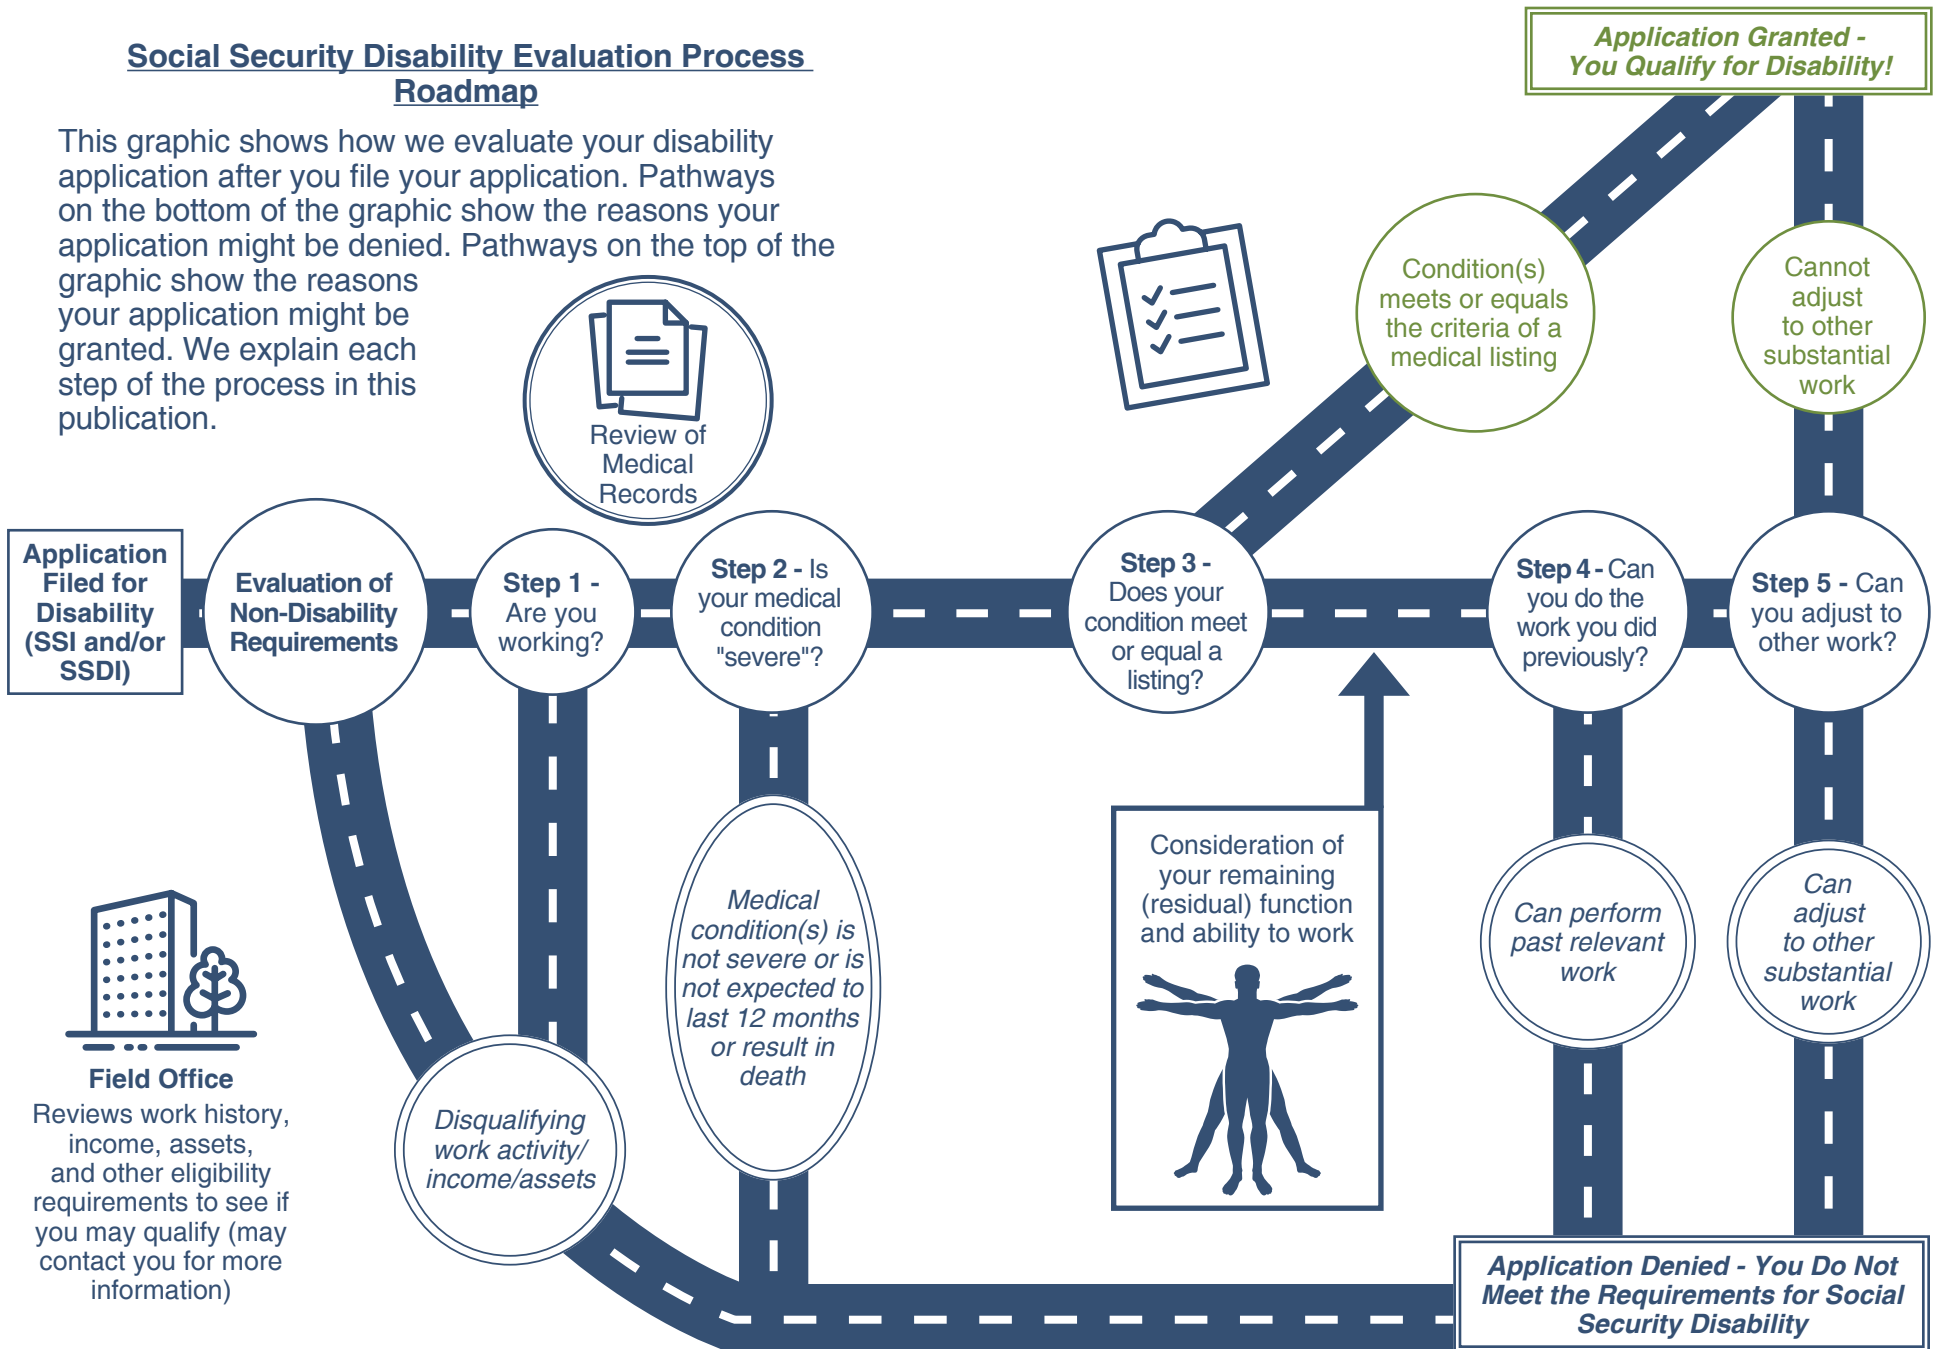 Social Security Disability Evaluation Process
Roadmap
This graphic shows how we evaluate your disability
application after you file your application. Pathways
on the bottom of the graphic show the reasons your
application might be denied. Pathways on the top of the
graphic show the reasons
your application might be
granted. We explain each
step of the process in this
publication.
Application Granted -
You Qualify for Disability!
Review of
Medical
Records
Condition(s)
meets or equals
the criteria of a
medical listing
Cannot
adjust
to other
substantial
work
Application
Filed for
Disability
(SSI and/or
SSDI)
Evaluation of
Non-Disability
Requirements
Step 1 -
Are you
working?
Step 2 - Is
your medical
condition
"severe"?
Step 3 -
Does your
condition meet
or equal a
listing?
Step 4 - Can
you do the
work you did
previously?
Step 5 - Can
you adjust to
other work?
Field Office
Reviews work history,
income, assets,
and other eligibility
requirements to see if
you may qualify (may
contact you for more
information)
Disqualifying
work activity/
income/assets
Medical
condition(s) is
not severe or is
not expected to
last 12 months
or result in
death
Consideration of
your remaining
(residual) function
and ability to work
Can perform
past relevant
work
Can
adjust
to other
substantial
work
Application Denied - You Do Not
Meet the Requirements for Social
Security Disability